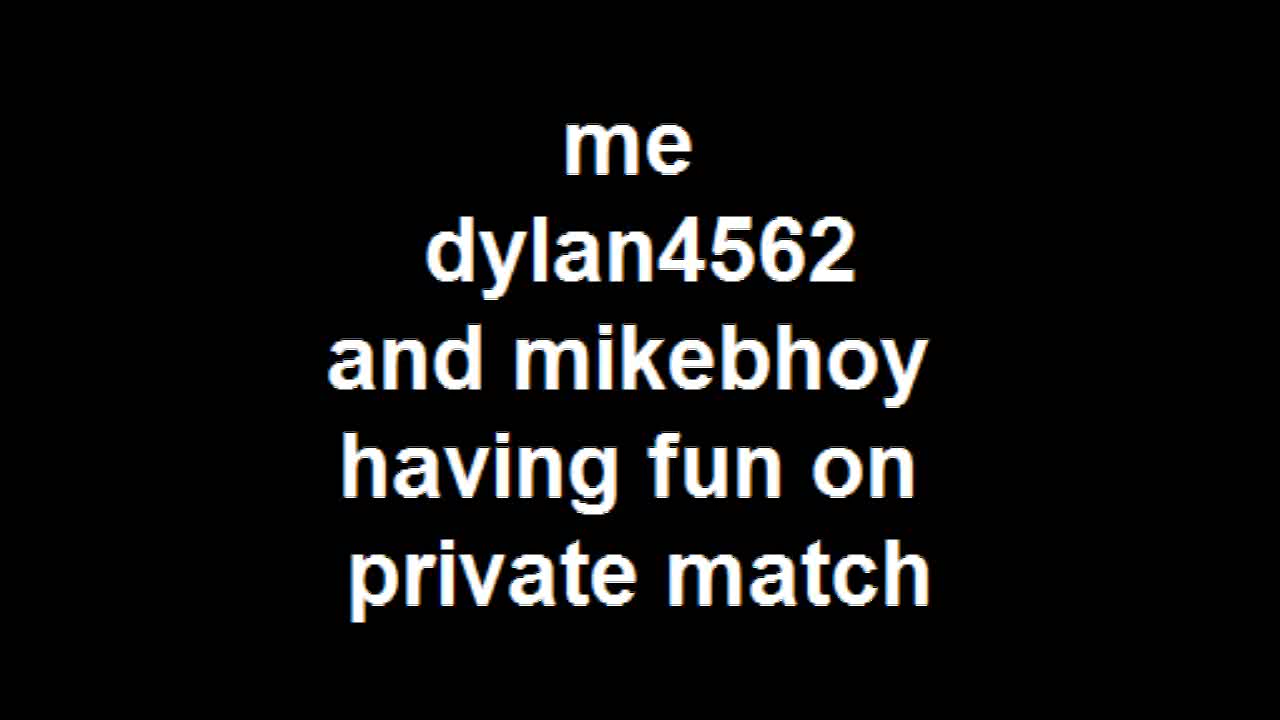 me
dylan4562
and mikebhoy
having fun on
private match